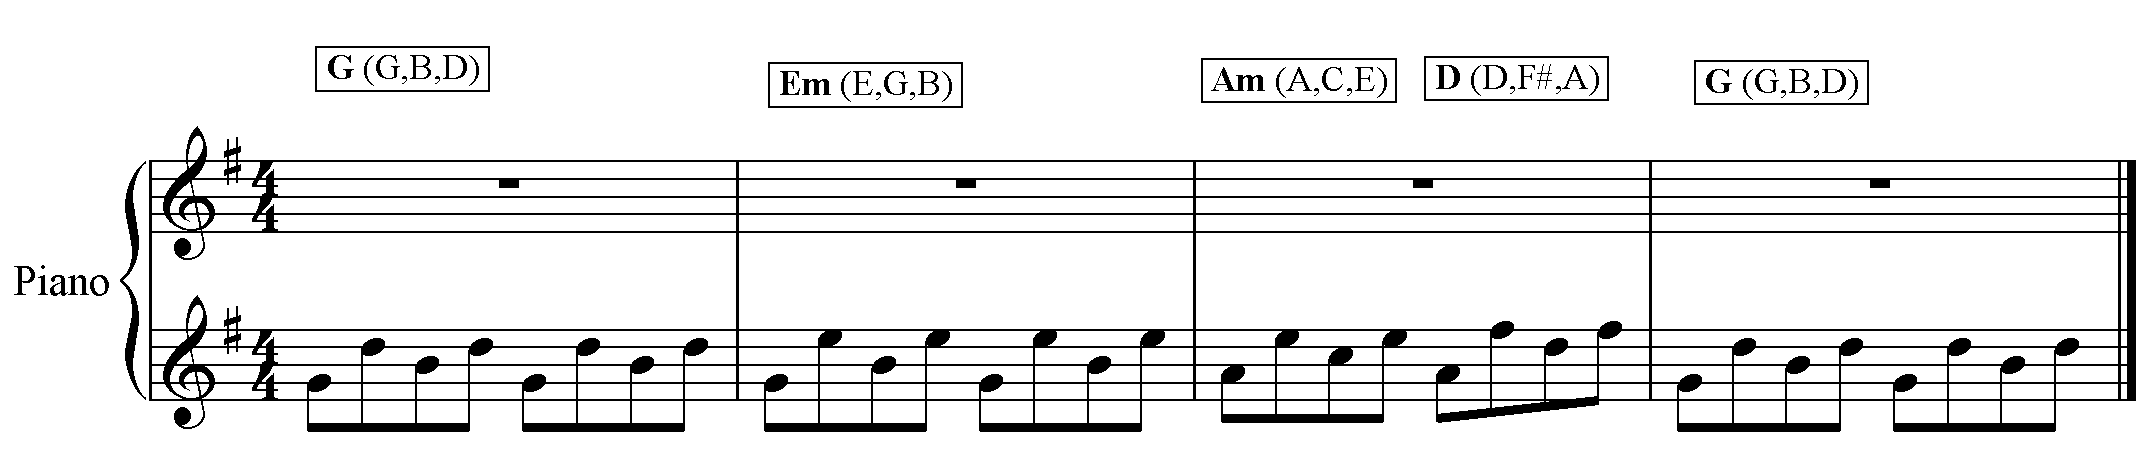 G (G,B,D)
Em (E,G,B)
Am (A,C,E)
D (D,F#,A)
G (G,B,D)
Piano